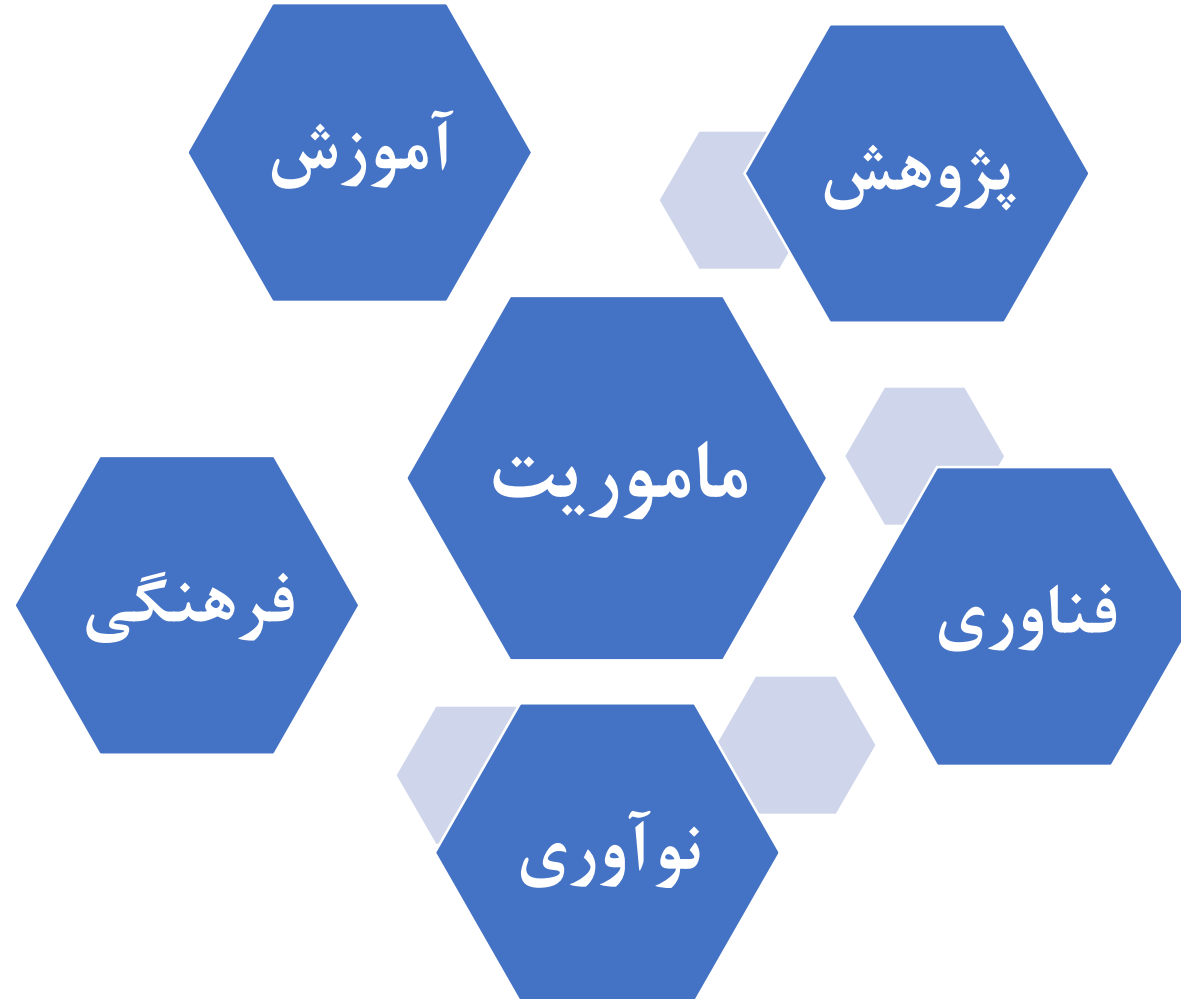 پژوهش
آموزش
ماموریت
فناوری
فرهنگی
نوآوری